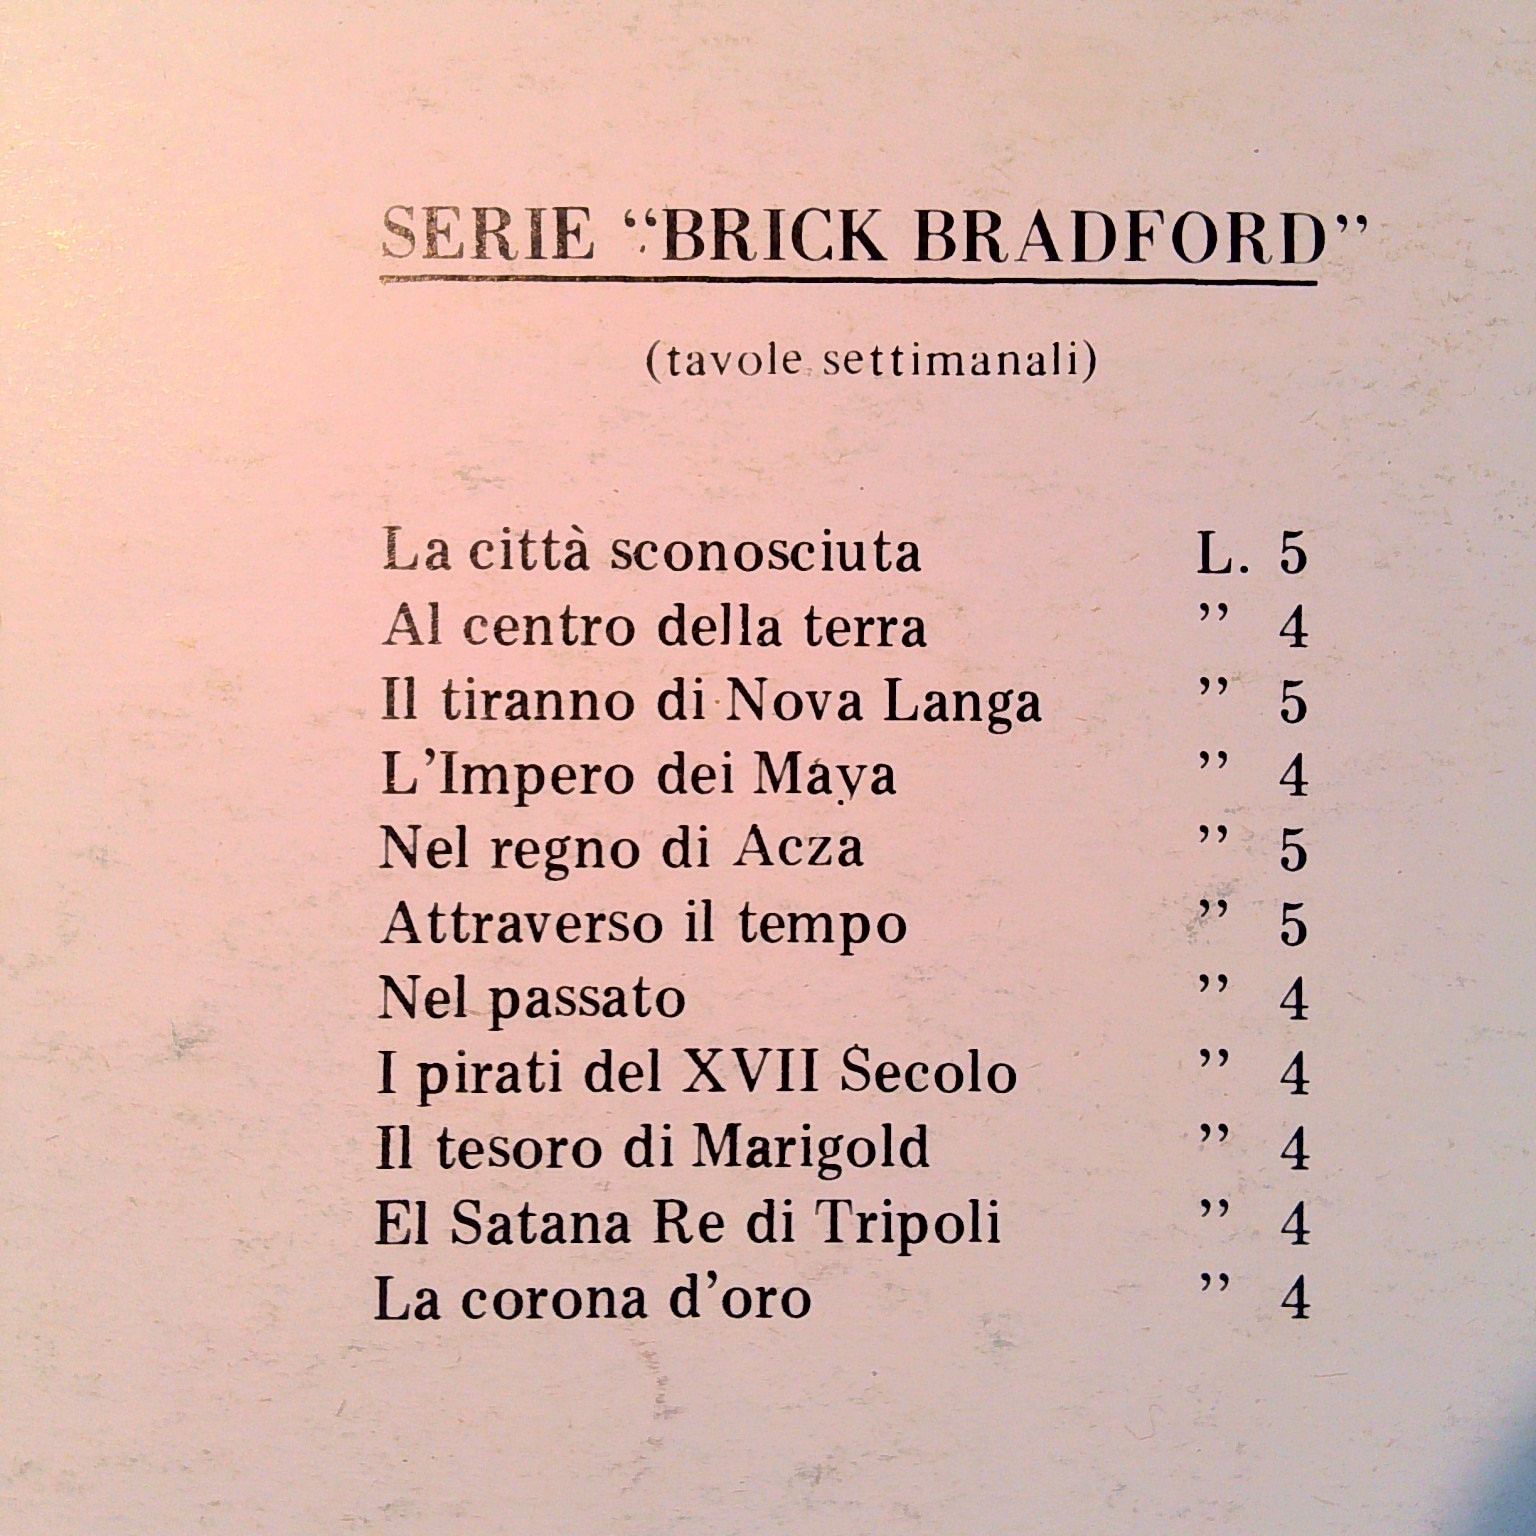 SERIE “BRICK BRADFORD”
(tavole settimanali)
La città sconosciuta L. 5
Al centro della terra ” 4
Il tiranno di Nova Langa ” 5
L’Impero dei Maya ” 4
Nel regno di Acza ” 5
Attraverso il tempo ” 5
Nel passato ” 4
I pirati del XVII Secolo ” 4
Il tesoro di Marigold ” 4
El Satana Re di Tripoli ” 4
La corona d’oro ” 4